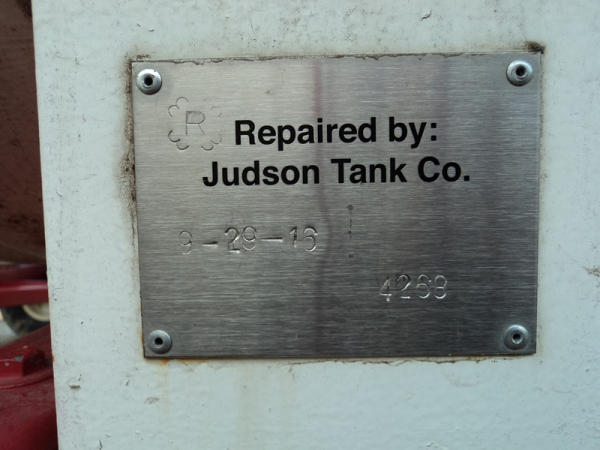 R
Repaired by:
Judson Tank Co.
9-29-16
4268